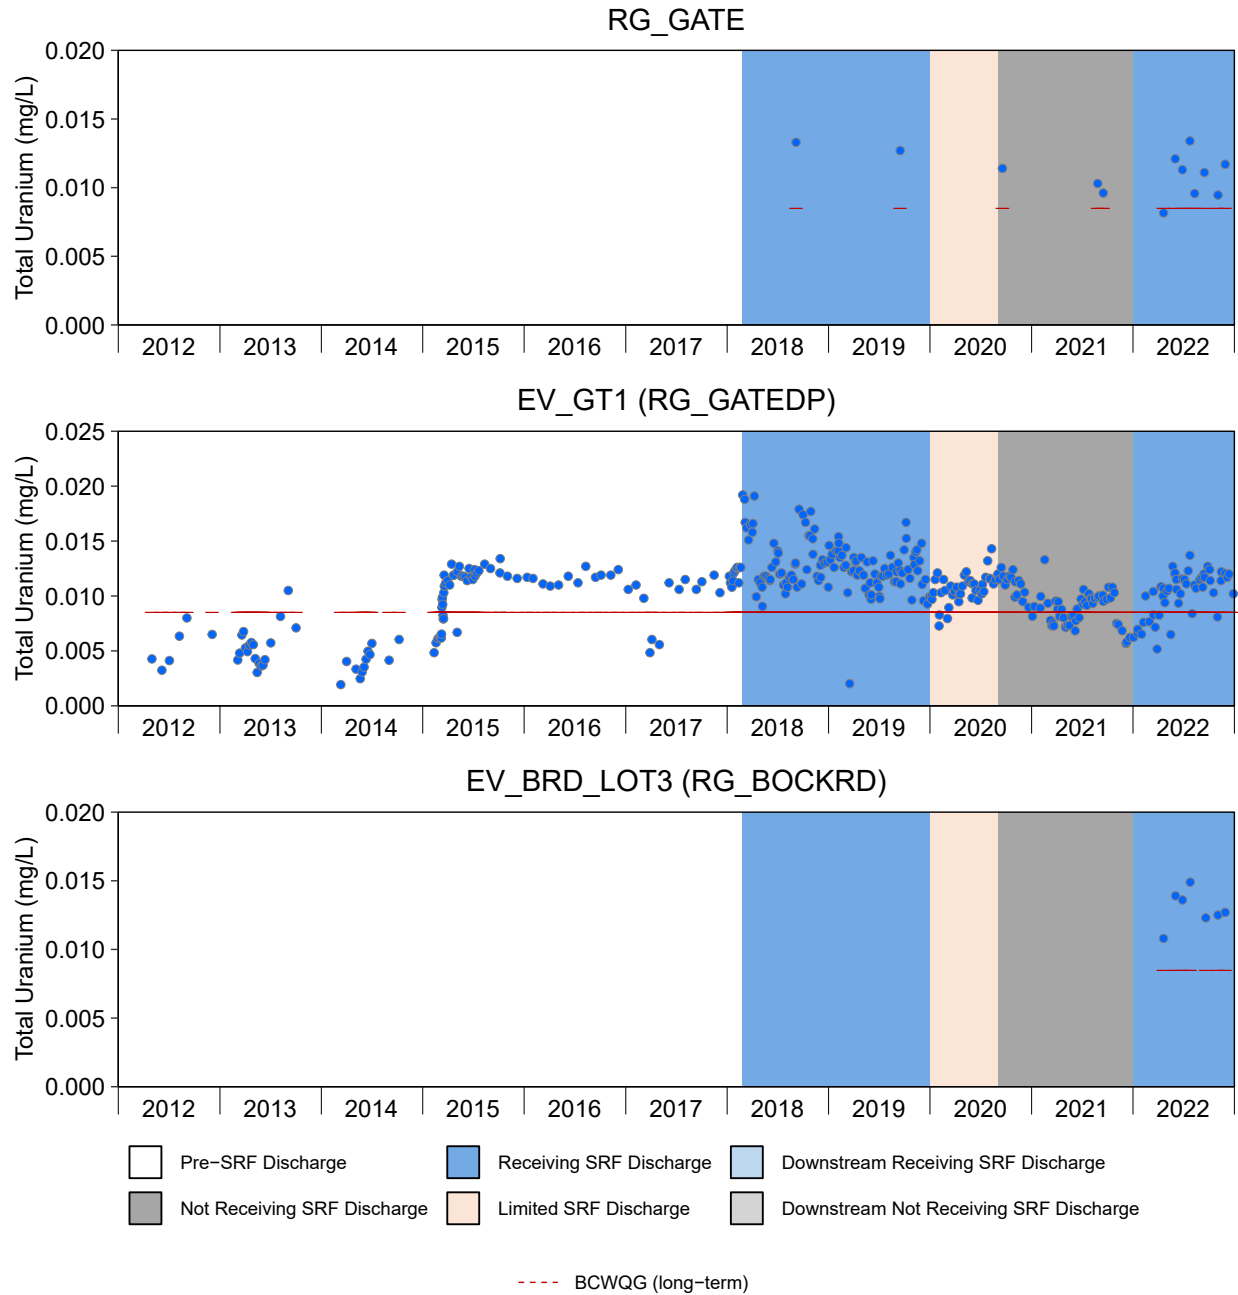 RG_GATE
Total Uranium (mg/L)
0.020
0.015
0.010
0.005
0.000
2012 2013 2014 2015 2016 2017 2018 2019 2020 2021 2022
EV_GT1 (RG_GATEDP)
Total Uranium (mg/L)
0.025
0.020
0.015
0.010
0.005
0.000
2012 2013 2014 2015 2016 2017 2018 2019 2020 2021 2022
EV_BRD_LOT3 (RG_BOCKRD)
Total Uranium (mg/L)
0.020
0.015
0.010
0.005
0.000
2012 2013 2014 2015 2016 2017 2018 2019 2020 2021 2022
Pre−SRF Discharge Receiving SRF Discharge Downstream Receiving SRF Discharge
Not Receiving SRF Discharge Limited SRF Discharge Downstream Not Receiving SRF Discharge
BCWQG (long−term)